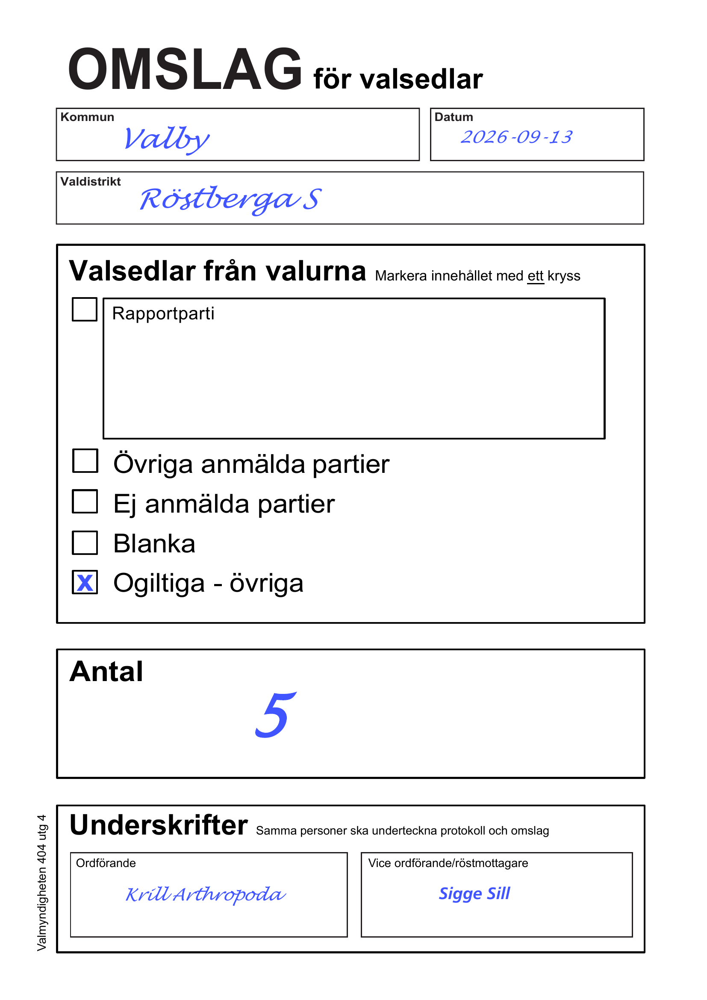 OMSLAG för valsedlar
Kommun
Valby
Datum
2026-09-13
Valdistrikt
Röstberga S
Valsedlar från valurna Markera innehållet med ett kryss
Rapportparti
Övriga anmälda partier
Ej anmälda partier
Blanka
x Ogiltiga - övriga
Antal
5
Underskrifter Samma personer ska underteckna protokoll och omslag
Ordförande
Krill Arthropoda
Vice ordförande/röstmottagare
Sigge Sill
Valmyndigheten 404 utg 4